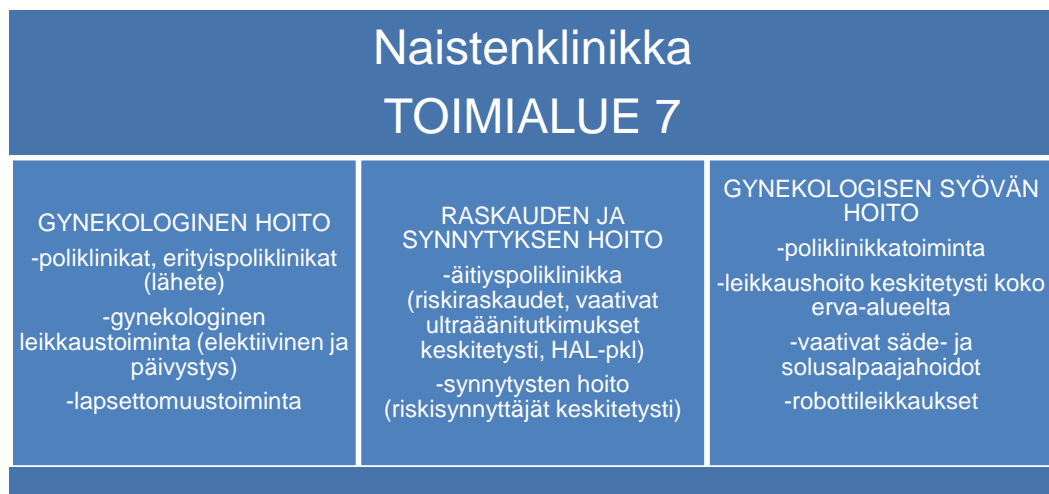 Naistenklinikka
TOIMIALUE 7
GYNEKOLOGINEN HOITO
-poliklinikat, erityispoliklinikat
(lähete)
-gynekologinen
leikkaustoiminta (elektiivinen ja
päivystys)
-lapsettomuustoiminta
RASKAUDEN JA
SYNNYTYKSEN HOITO
-äitiyspoliklinikka
(riskiraskaudet, vaativat
ultraäänitutkimukset
keskitetysti, HAL-pkl)
-synnytysten hoito
(riskisynnyttäjät keskitetysti)
GYNEKOLOGISEN SYÖVÄN
HOITO
-poliklinikkatoiminta
-leikkaushoito keskitetysti koko
erva-alueelta
-vaativat säde- ja
solusalpaajahoidot
-robottileikkaukset